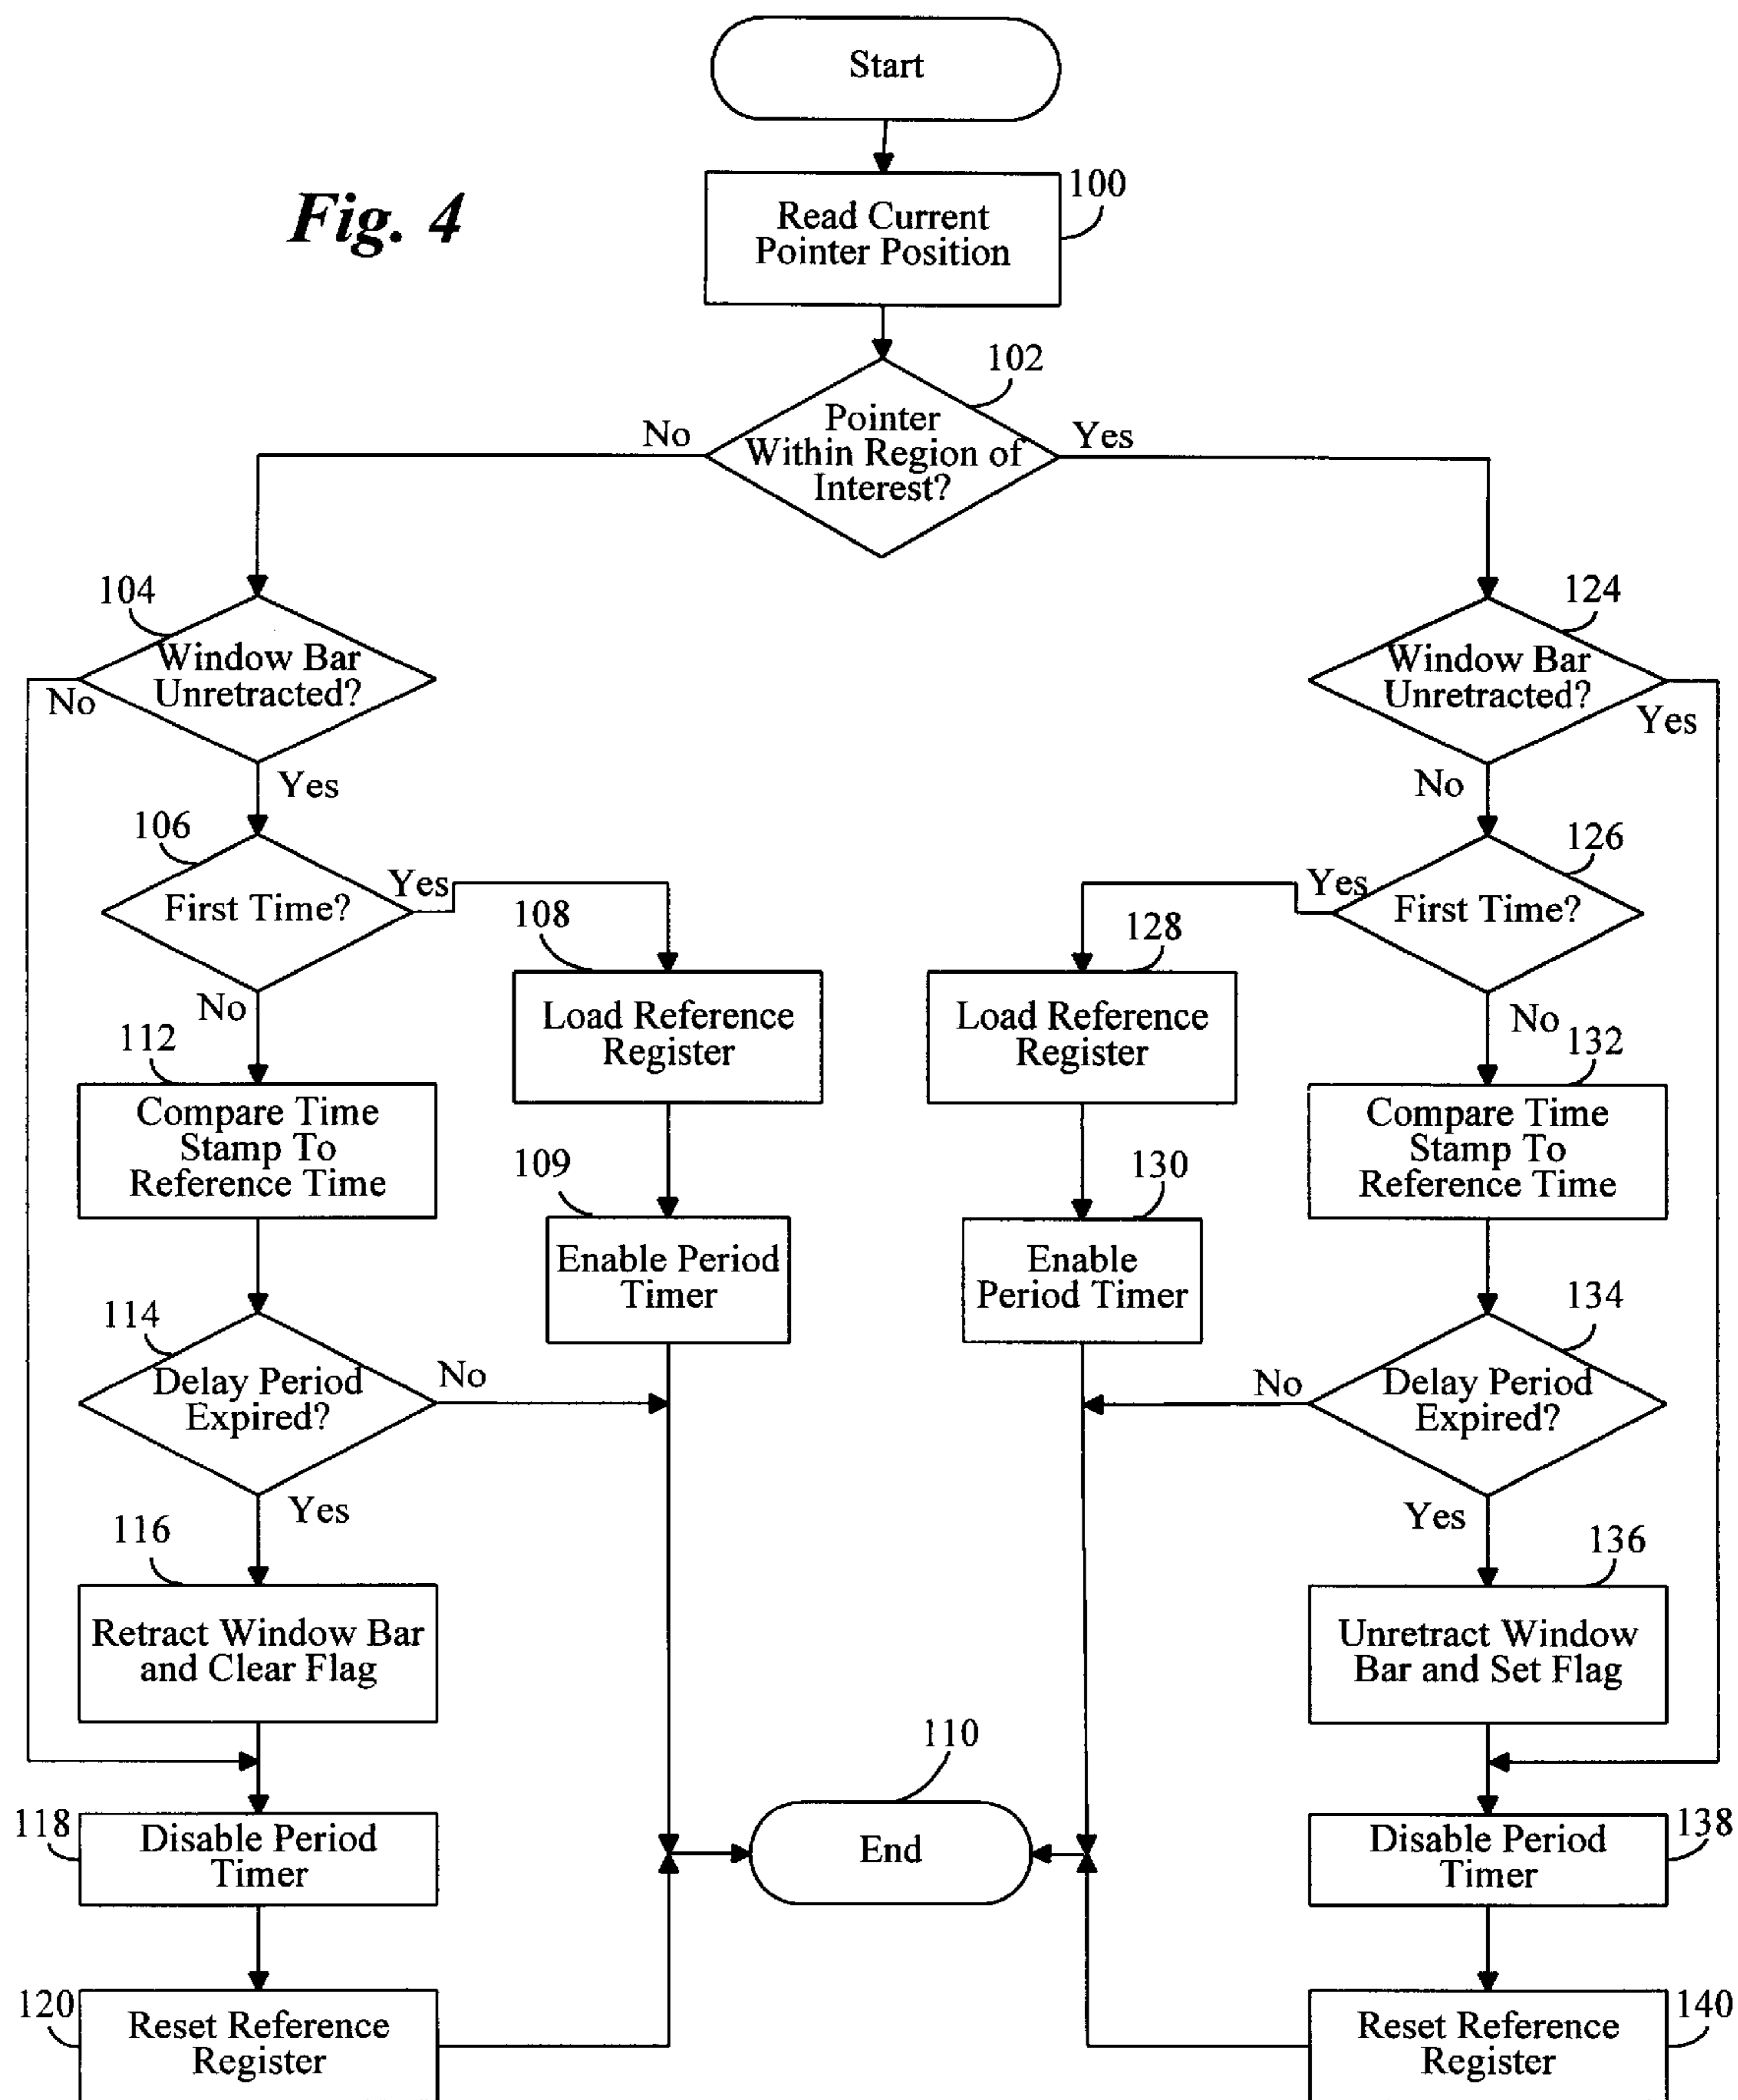 Start
Fig. 4
100
Read Current
Pointer Position
102
Pointer
Within Region of
Interest?
No
Yes
104
Window Bar
Unretracted?
No
Yes
124
Window Bar
Unretracted?
Yes
No
106
First Time?
Yes
No
126
First Time?
Yes
No
108
Load Reference
Register
128
Load Reference
Register
112
Compare Time
Stamp To
Reference Time
132
Compare Time
Stamp To
Reference Time
109
Enable Period
Timer
130
Enable
Period Timer
114
Delay Period
Expired?
No
Yes
134
Delay Period
Expired?
No
Yes
116
Retract Window Bar
and Clear Flag
136
Unretract Window
Bar and Set Flag
110
End
118
Disable Period
Timer
138
Disable Period
Timer
120
Reset Reference
Register
140
Reset Reference
Register